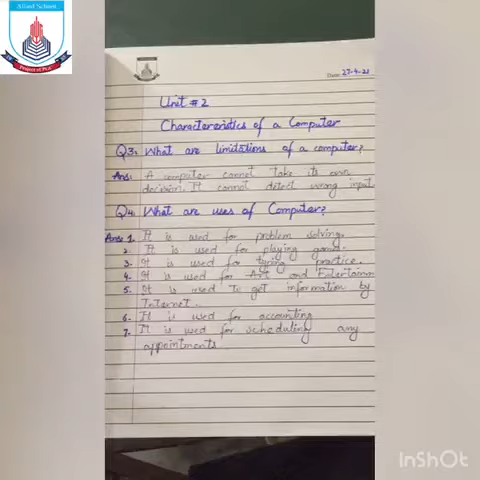 Allied School
Project of PGC
Date: 27-4-21
Unit # 2
Characteristics of a Computer
Q3. What are limitations of a computer?
Ans: A computer cannot take its own
decision. It cannot detect wrong input
Q4. What are uses of Computer?
Ans: 1. It is used for problem solving.
2. It is used for playing games.
3. It is used for typing practice.
4. It is used for Art and Entertainm
5. It is used To get information by
Internet.
6. It is used for accounting
7. It is used for scheduling any
appointments
InShOt